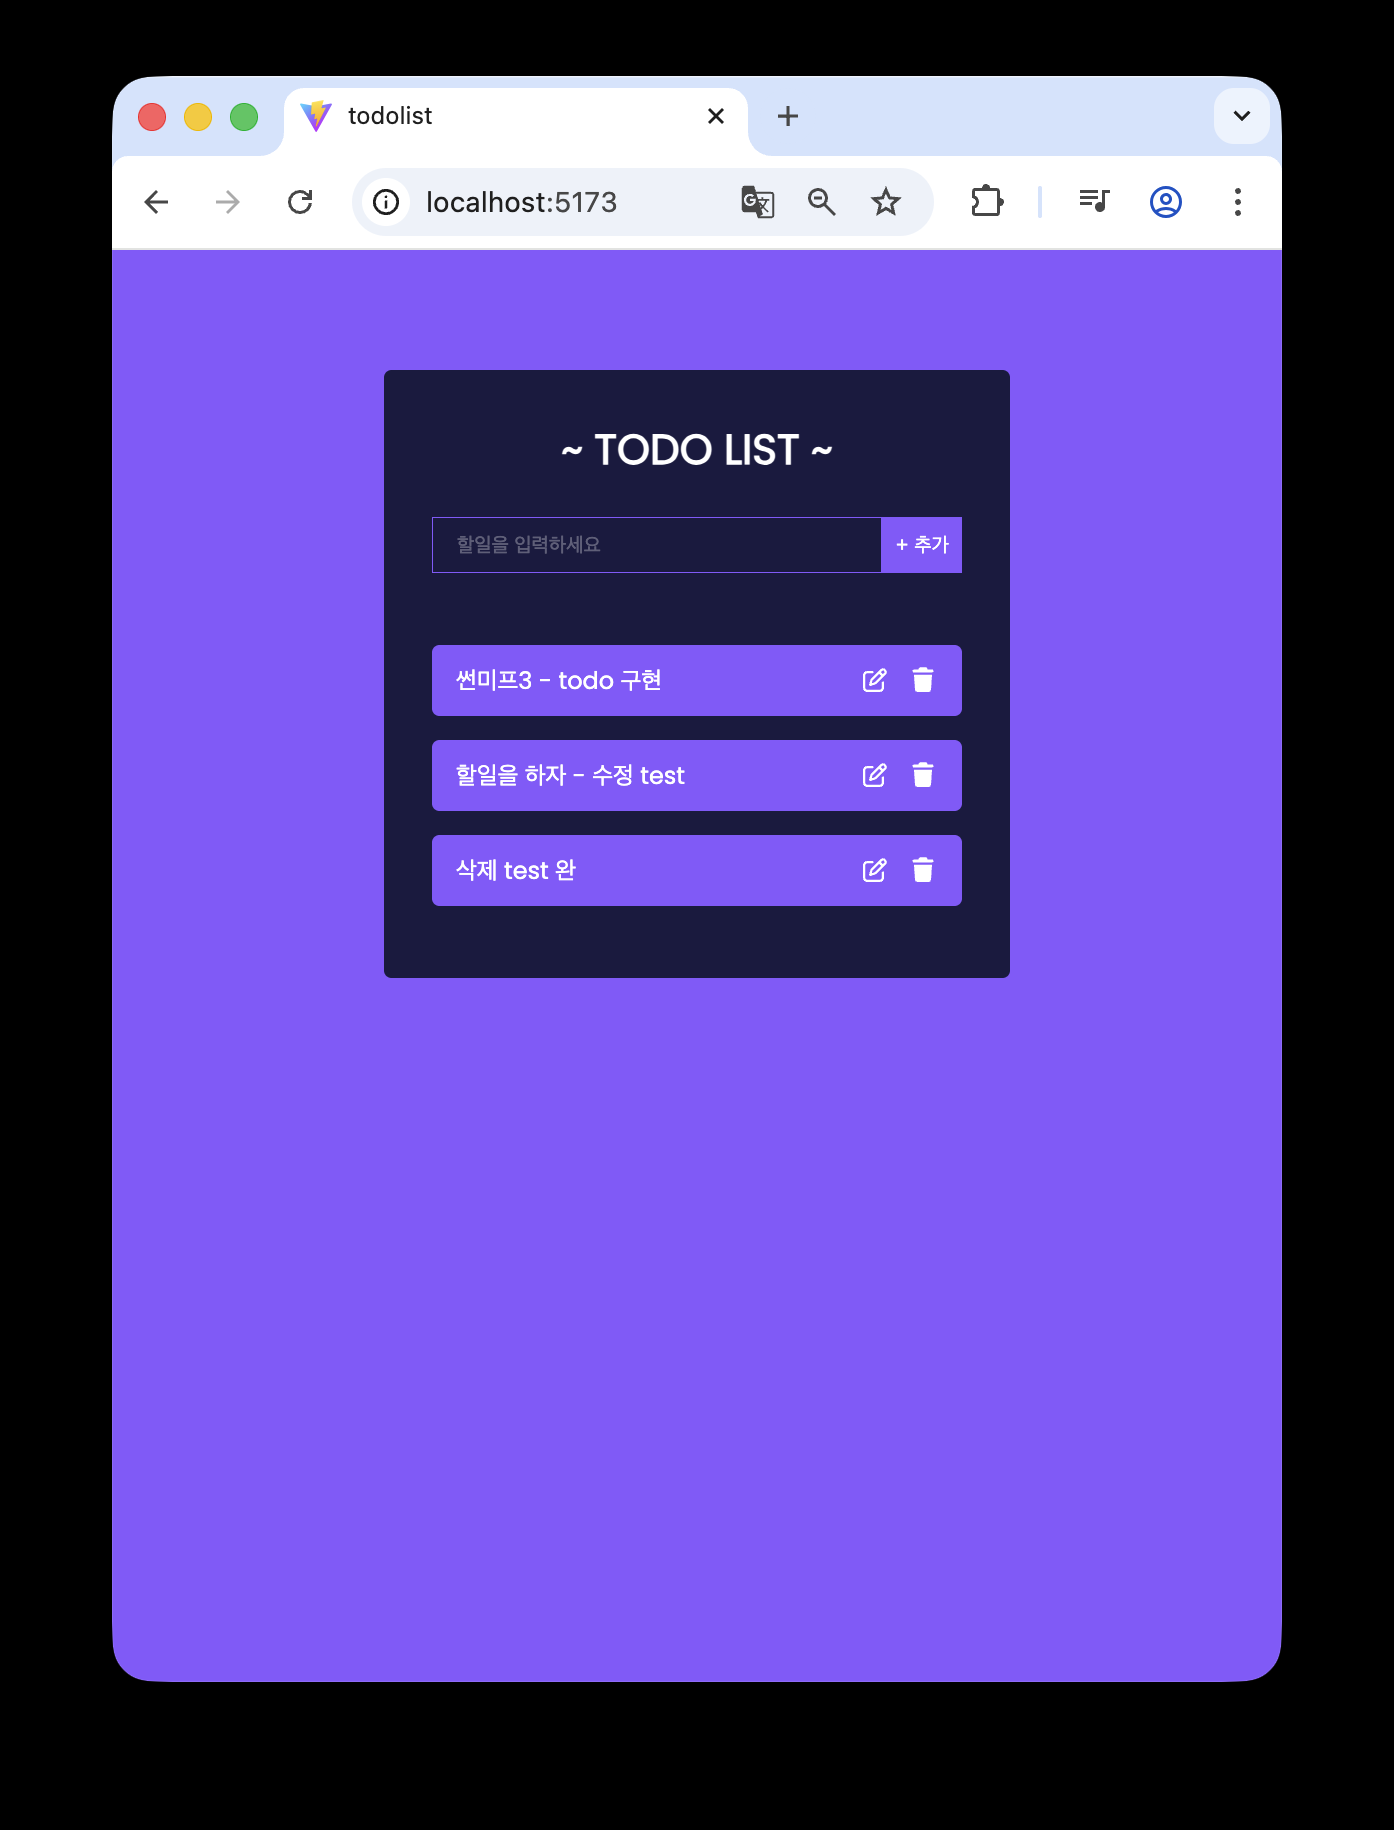 todolist
localhost:5173
~ TODO LIST ~
할일을 입력하세요
+ 추가
썬미프3 - todo 구현
할일을 하자 - 수정 test
삭제 test 완